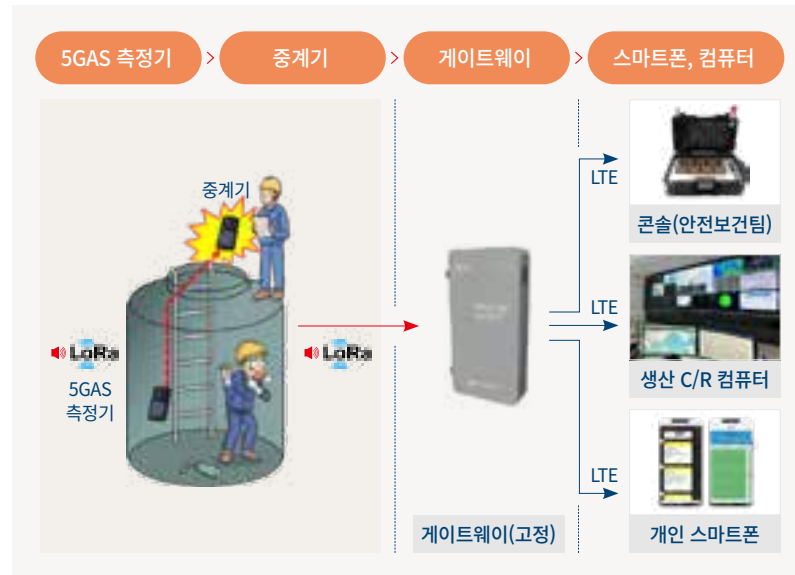 5GAS 측정기 > 중계기 > 게이트웨이 > 스마트폰, 컴퓨터
중계기
LoRa
5GAS
측정기
LoRa
게이트웨이(고정)
LTE
콘솔(안전보건팀)
LTE
생산 C/R 컴퓨터
LTE
개인 스마트폰